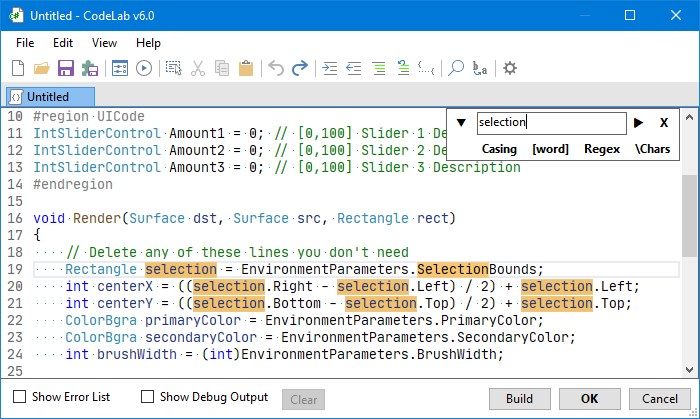 Untitled - CodeLab v6.0
File Edit View Help
Untitled
selection
Casing [word] Regex \Chars
10 #region UICode
11 IntSliderControl Amount1 = 0; // [0,100] Slider 1 De
12 IntSliderControl Amount2 = 0; // [0,100] Slider 2 De
13 IntSliderControl Amount3 = 0; // [0,100] Slider 3 Description
14 #endregion
15
16 void Render(Surface dst, Surface src, Rectangle rect)
17 {
18 // Delete any of these lines you don't need
19 Rectangle selection = EnvironmentParameters.SelectionBounds;
20 int centerX = ((selection.Right - selection.Left) / 2) + selection.Left;
21 int centerY = ((selection.Bottom - selection.Top) / 2) + selection.Top;
22 ColorBgra primaryColor = EnvironmentParameters.PrimaryColor;
23 ColorBgra secondaryColor = EnvironmentParameters.SecondaryColor;
24 int brushWidth = (int)EnvironmentParameters.BrushWidth;
25
Show Error List Show Debug Output Clear Build OK Cancel